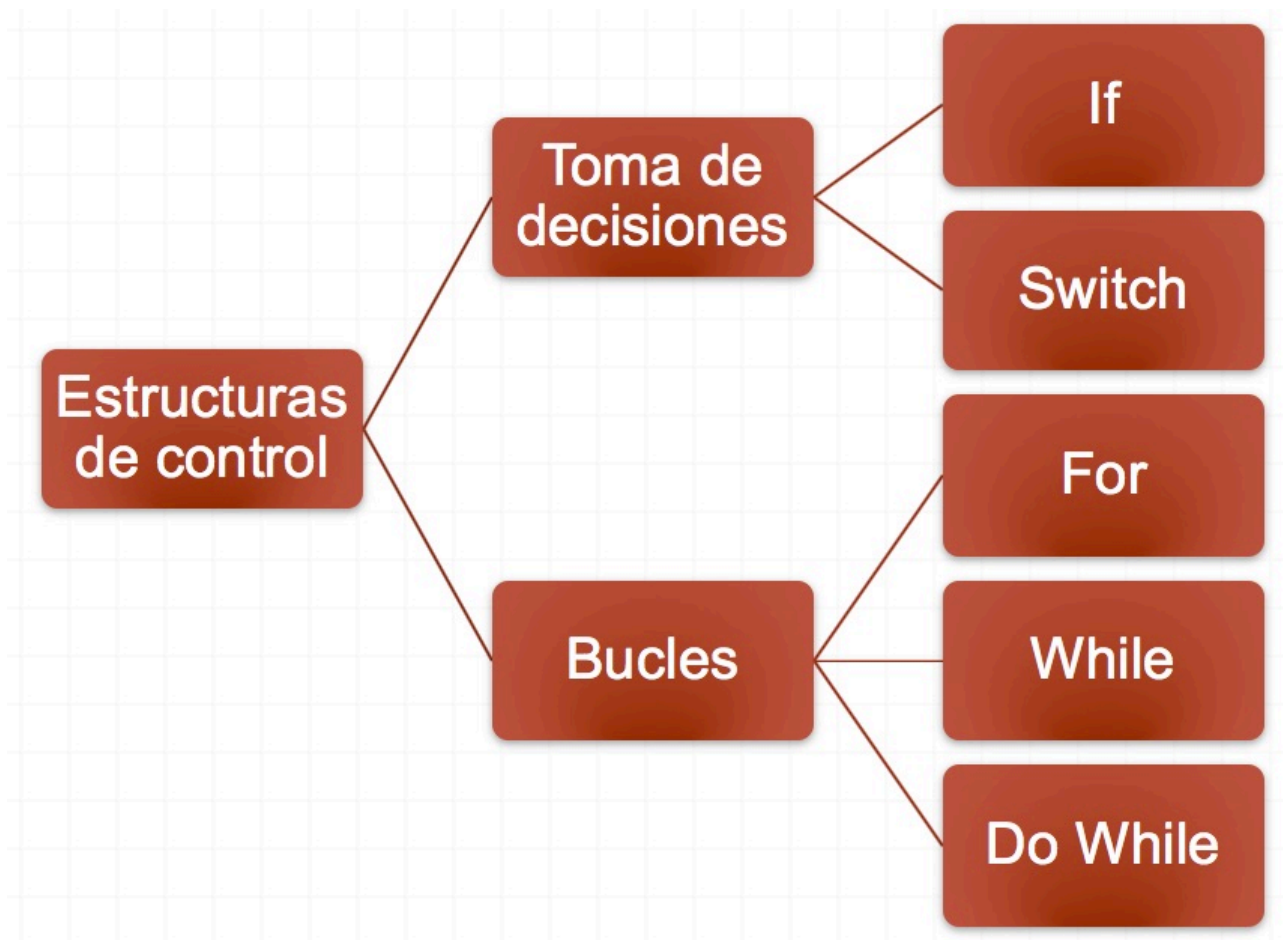 Estructuras
de control
Toma de
decisiones
Bucles
If
Switch
For
While
Do While